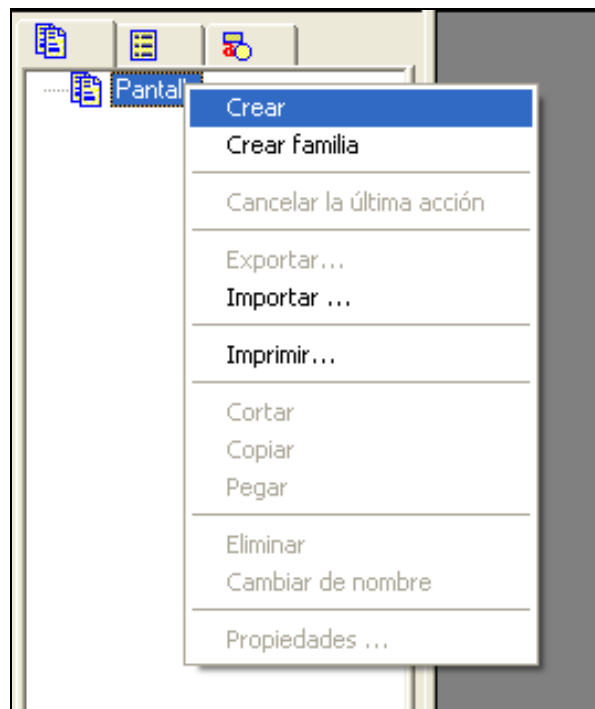 Pantall
Crear
Crear familia
Cancelar la última acción
Exportar...
Importar ...
Imprimir...
Cortar
Copiar
Pegar
Eliminar
Cambiar de nombre
Propiedades ...